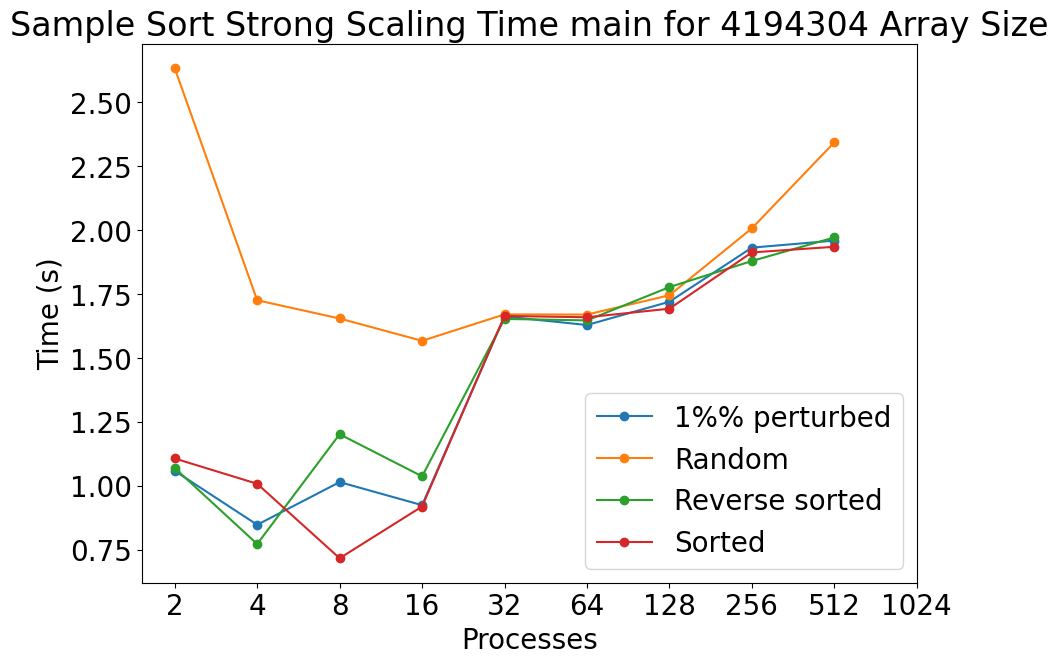 Sample Sort Strong Scaling Time main for 4194304 Array Size
Time (s)
2.50
2.25
2.00
1.75
1.50
1.25
1.00
0.75
1%% perturbed
Random
Reverse sorted
Sorted
2 4 8 16 32 64 128 256 512 1024
Processes